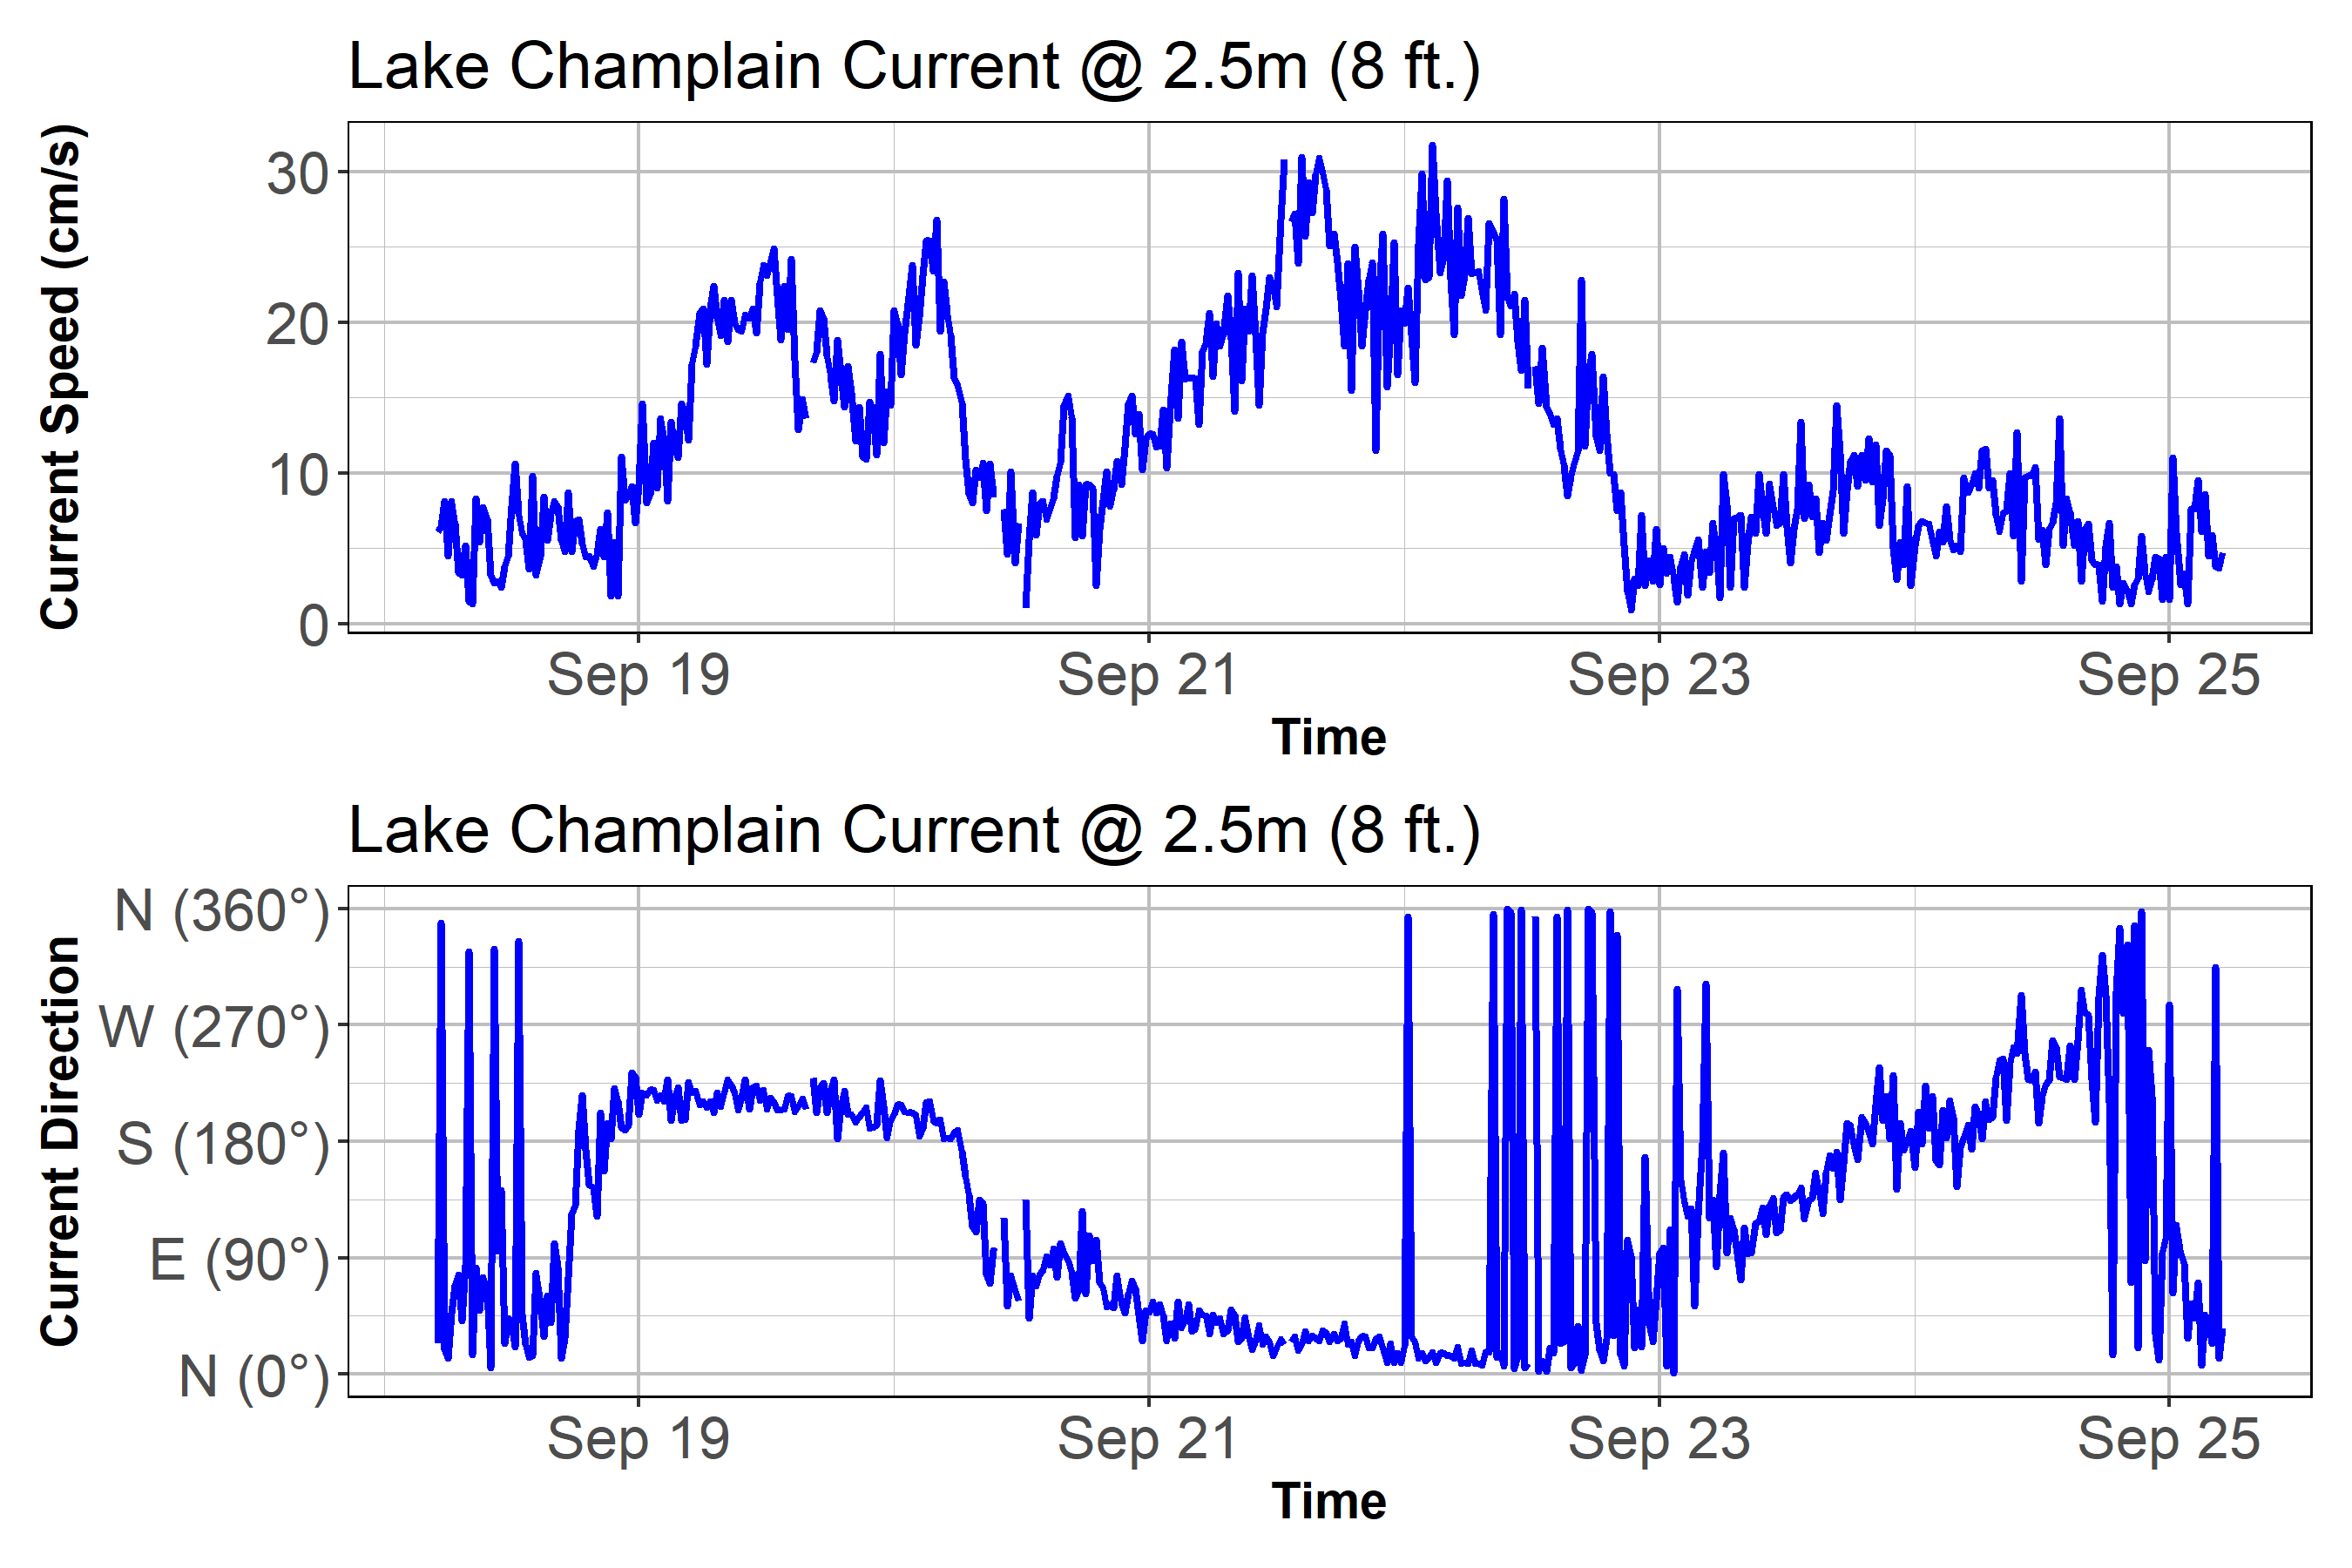 Lake Champlain Current @ 2.5m (8 ft.)
Current Speed (cm/s)
30
20
10
0
Sep 19 Sep 21 Sep 23 Sep 25
Time
Lake Champlain Current @ 2.5m (8 ft.)
Current Direction
N (360°)
W (270°)
S (180°)
E (90°)
N (0°)
Sep 19 Sep 21 Sep 23 Sep 25
Time